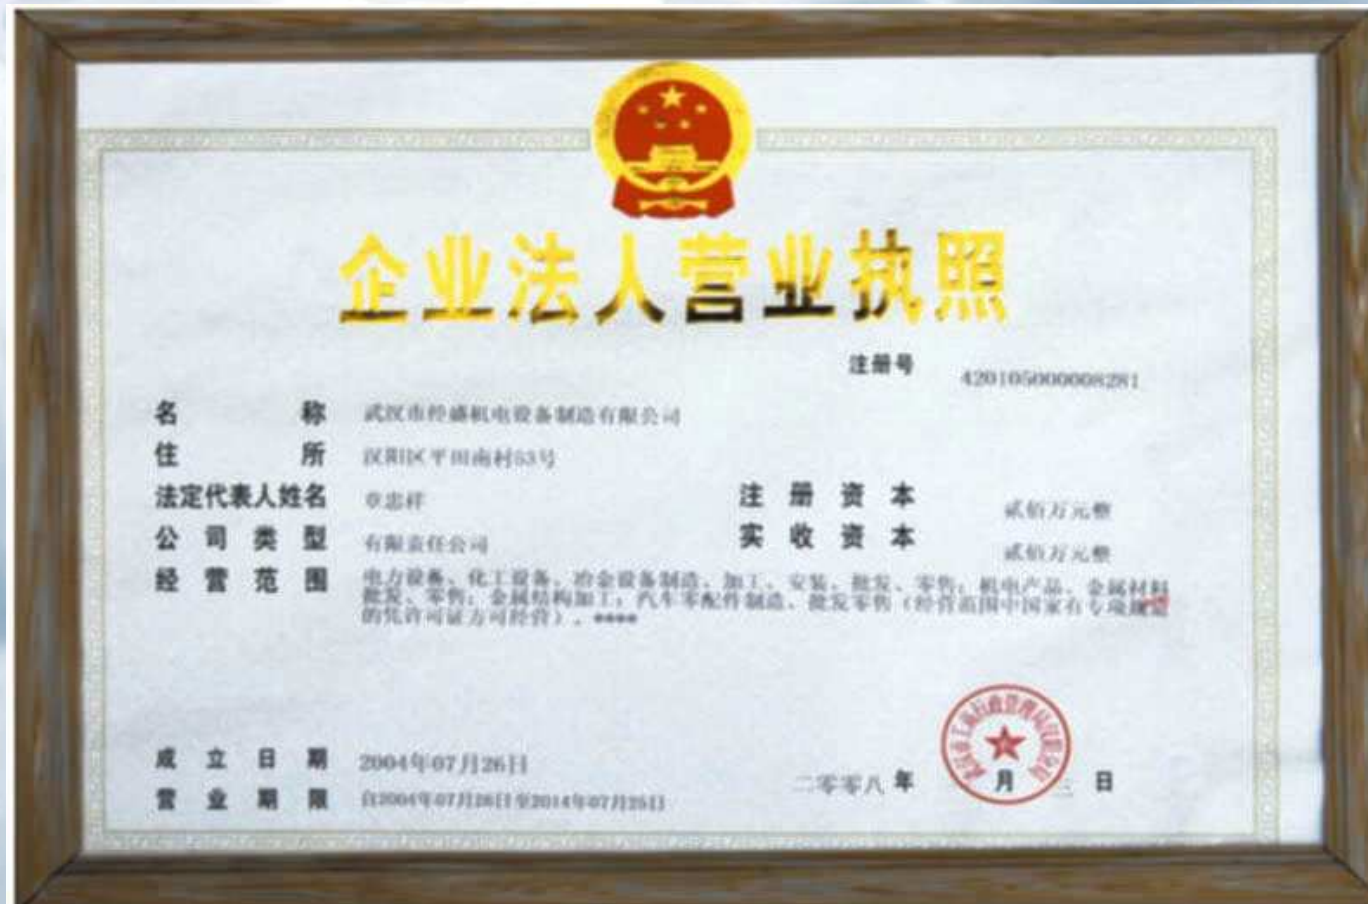 企业法人营业执照
注册号 420105000008281
名称 武汉市经盛机电设备制造有限公司
住所 汉阳区平田南村53号
法定代表人姓名 章忠祥
注册资本 贰佰万元整
公司类型 有限责任公司
实收资本 贰佰万元整
经营范围 电力设备、化工设备、冶金设备制造、加工、安装、批发、零售；机电产品、金属材料
批发、零售；金属结构加工；汽车零配件制造、批发零售（经营范围中国家有专项规定
的凭许可证方可经营）。****
成立日期 2004年07月26日
二零零八年 月 日
营业期限 自2004年07月26日至2014年07月25日